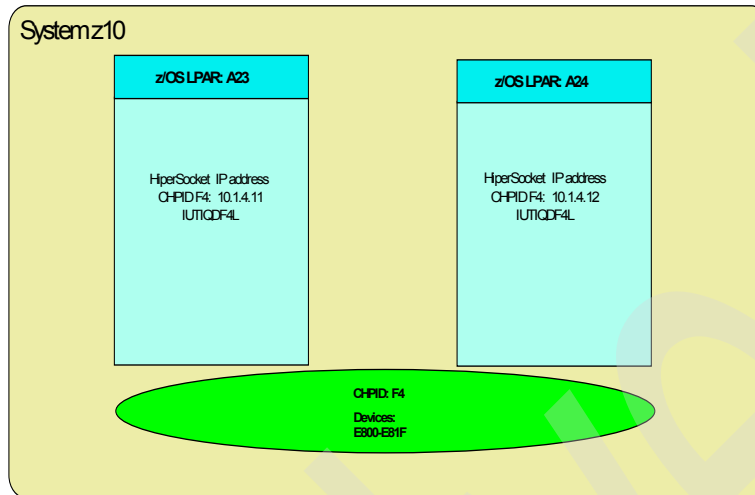 System z10
z/OS LPAR: A23
HiperSocket IP address
CHPID F4: 10.1.4.11
IUTIQDF4L
z/OS LPAR: A24
HiperSocket IP address
CHPID F4: 10.1.4.12
IUTIQDF4L
CHPID: F4
Devices:
E800-E81F